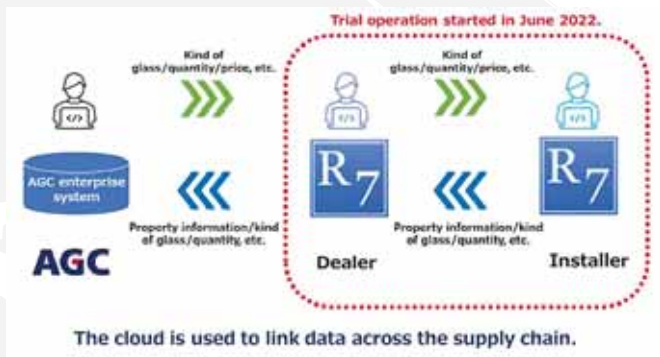 Trial operation started in June 2022.
Kind of
glass/quantity/price, etc.
Kind of
glass/quantity/price, etc.
</>
</>
</>
AGC enterprise
system
R7
R7
Property information/kind
of glass/quantity, etc.
Property information/kind
of glass/quantity, etc.
AGC
Dealer
Installer
The cloud is used to link data across the supply chain.